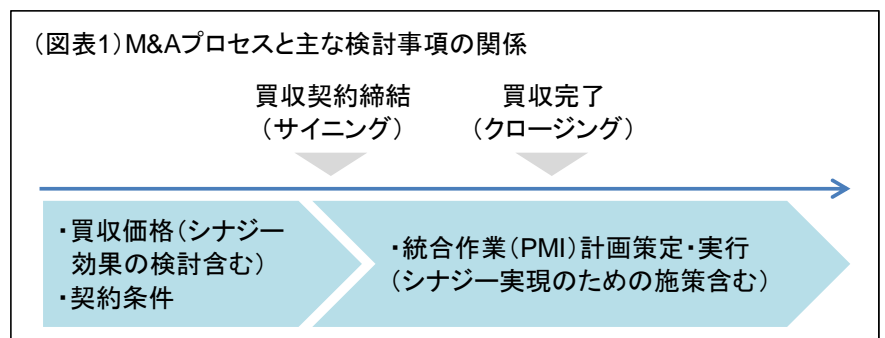 （図表1）M&Aプロセスと主な検討事項の関係
買収契約締結
（サイニング）
買収完了
（クロージング）
・買収価格（シナジー
効果の検討含む）
・契約条件
・統合作業（PMI）計画策定・実行
（シナジー実現のための施策含む）